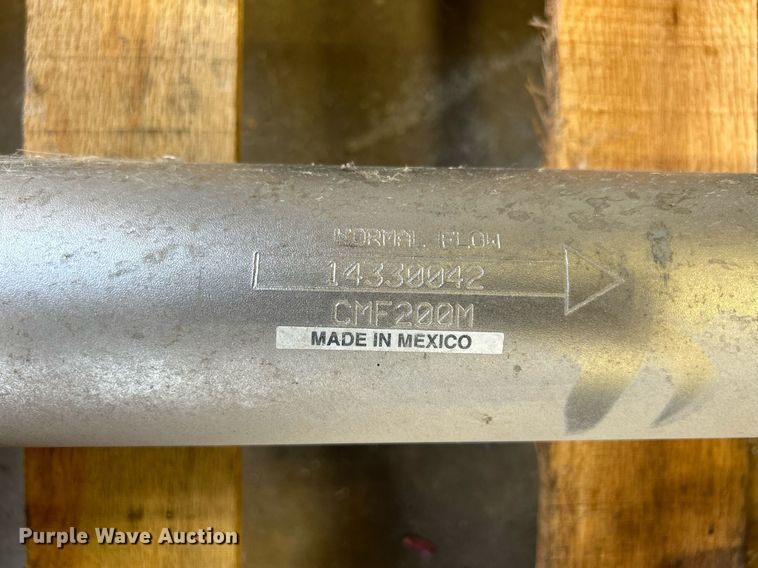 NORMAL FLOW
14330042
CMF200M
MADE IN MEXICO
Purple Wave Auction